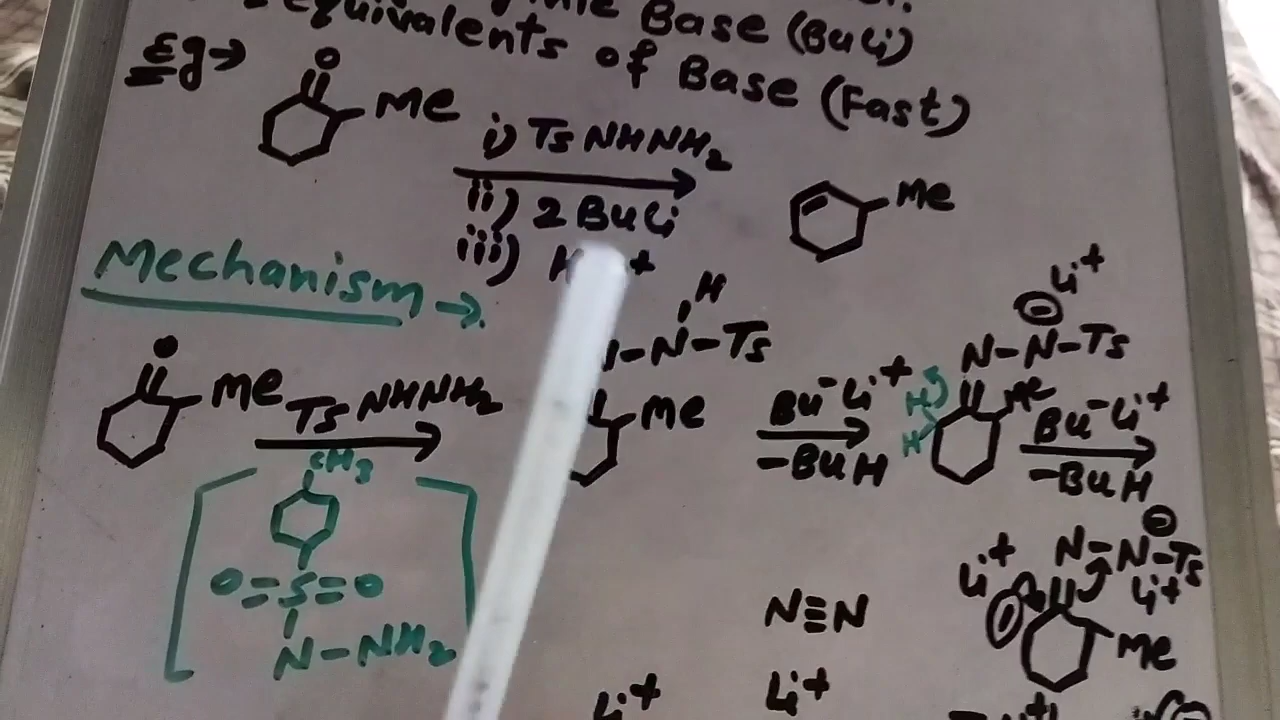 Base (BuLi)
equivalents of Base (Fast)
Eg→
O
Me
i) TsNHNH₂
ii) 2 BuLi
iii) H +
Me
Mechanism →
O
Me
TsNHNH₂
CH₃
O=S=O
N-NH₂
H
-N-Ts
Me
Bu⁻Li⁺
-BuH
Li⁺
⊖
N-N-Ts
H
H
Me
Bu⁻Li⁺
-BuH
⊖
Li⁺
N-N-Ts
Li⁺
Me
N≡N
Li⁺
Li⁺